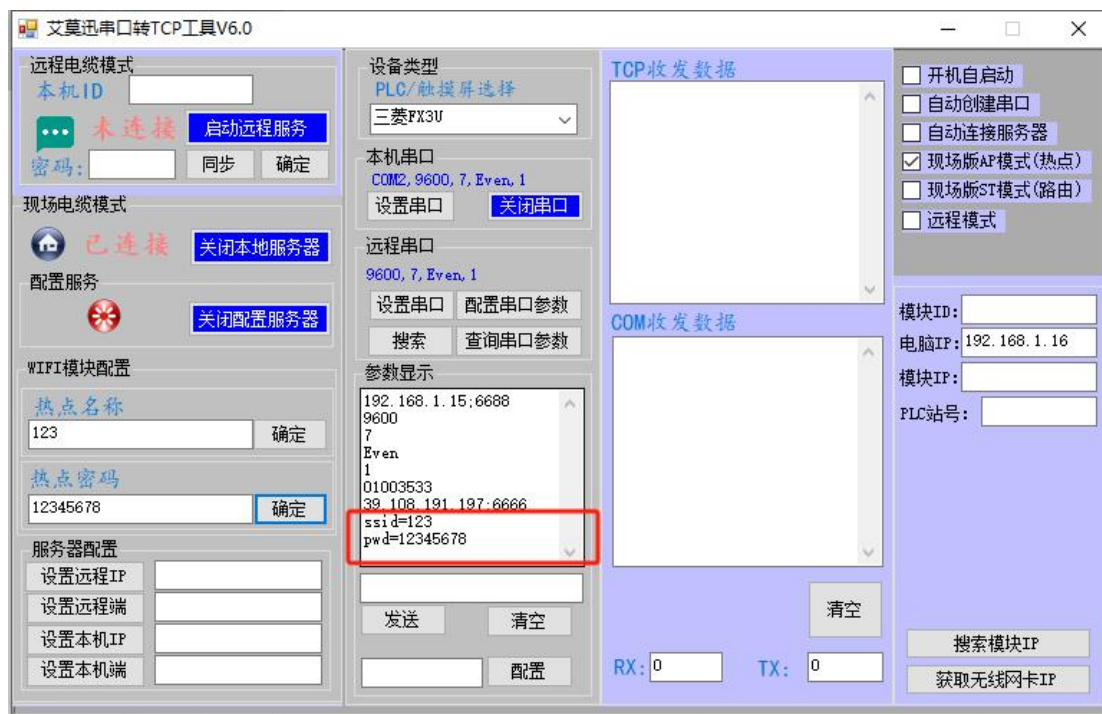 艾莫迅串口转TCP工具V6.0
远程电缆模式
本机ID
未连接
启动远程服务
密码:
同步
确定
现场电缆模式
已连接
关闭本地服务器
配置服务
关闭配置服务器
WIFI模块配置
热点名称
123
确定
热点密码
12345678
确定
服务器配置
设置远程IP
设置远程端
设置本机IP
设置本机端
设备类型
PLC/触摸屏选择
三菱FX3U
本机串口
COM2, 9600, 7, Even, 1
设置串口
关闭串口
远程串口
9600, 7, Even, 1
设置串口
配置串口参数
搜索
查询串口参数
参数显示
192.168.1.15;6688
9600
7
Even
1
01003533
39.108.191.197:6666
ssid=123
pwd=12345678
发送
清空
配置
TCP收发数据
COM收发数据
清空
RX:
0
TX:
0
开机自启动
自动创建串口
自动连接服务器
现场版AP模式(热点)
现场版ST模式(路由)
远程模式
模块ID:
电脑IP:
192.168.1.16
模块IP:
PLC站号:
搜索模块IP
获取无线网卡IP